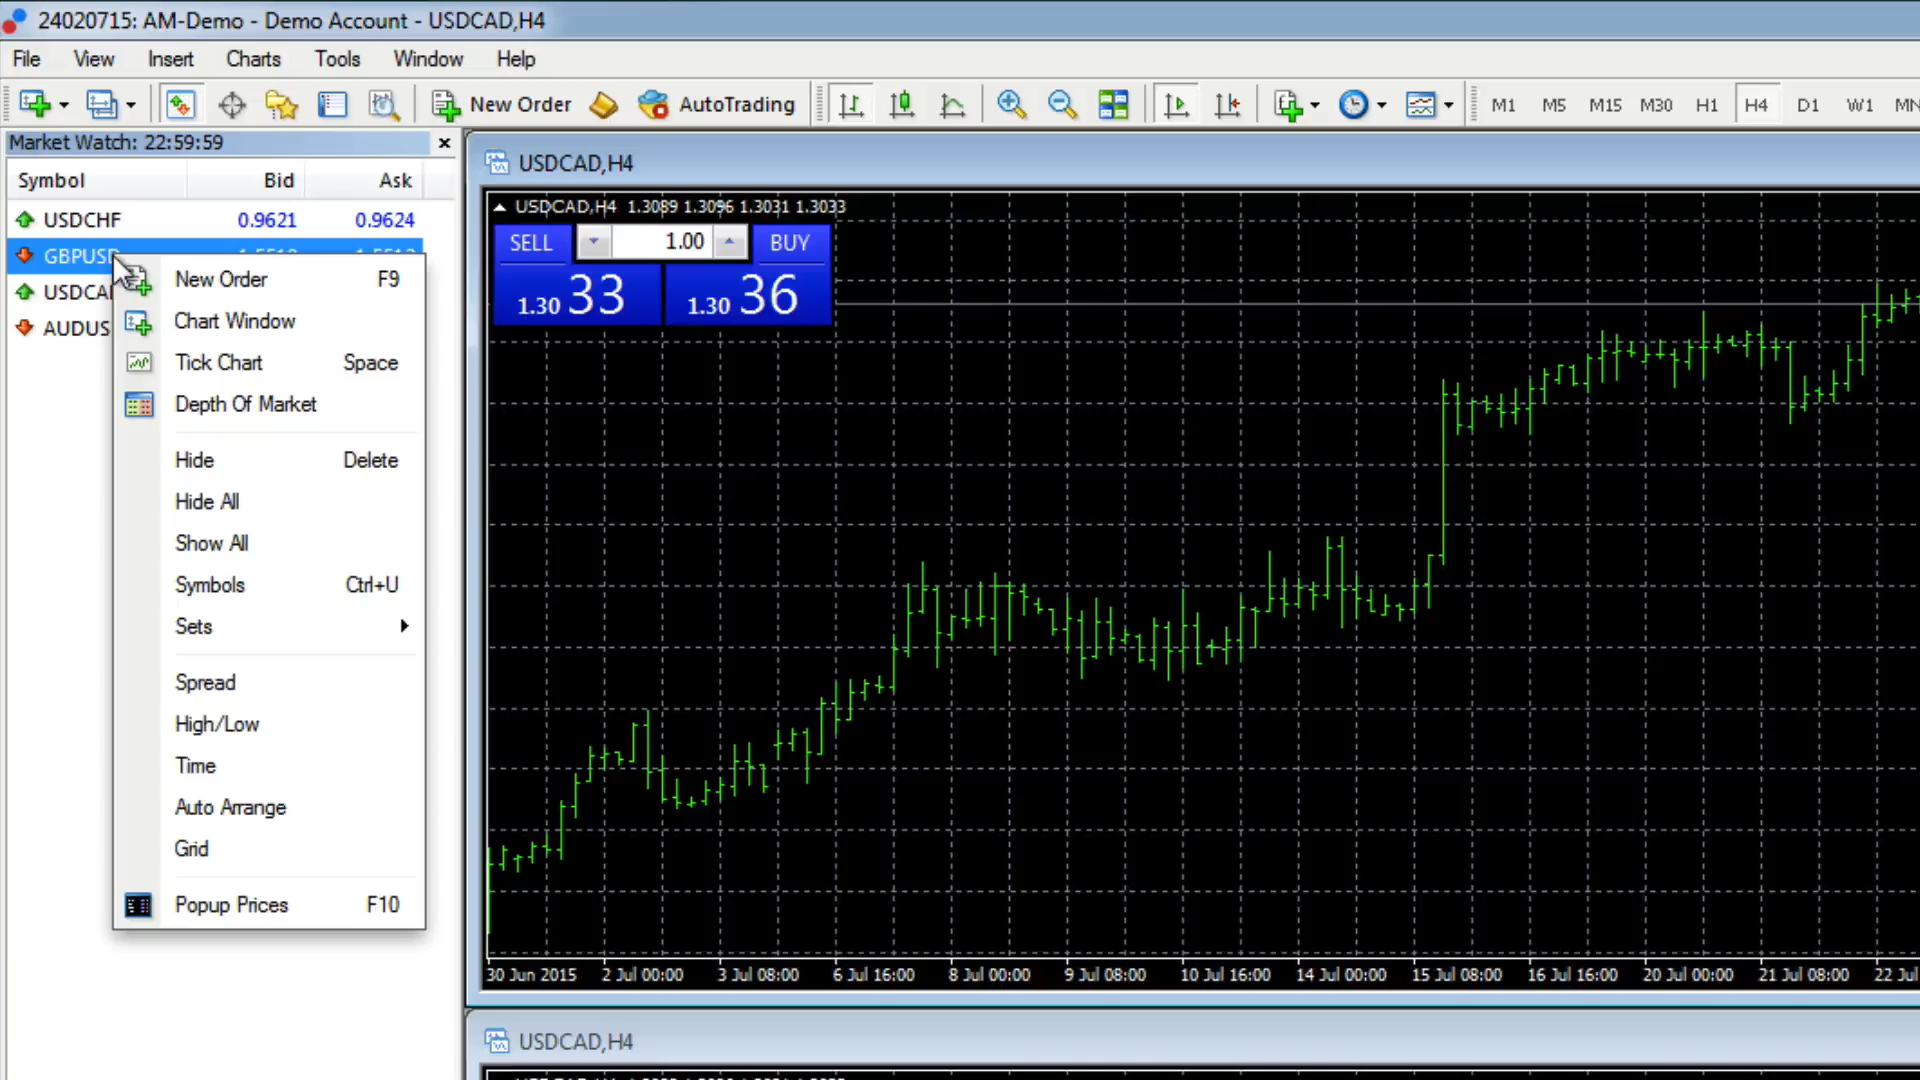 24020715: AM-Demo - Demo Account - USDCAD,H4
File View Insert Charts Tools Window Help
New Order AutoTrading M1 M5 M15 M30 H1 H4 D1 W1 MN
Market Watch: 22:59:59
Symbol Bid Ask
USDCHF 0.9621 0.9624
GBPUSD
USDCA
AUDUS
New Order F9
Chart Window
Tick Chart Space
Depth Of Market
Hide Delete
Hide All
Show All
Symbols Ctrl+U
Sets
Spread
High/Low
Time
Auto Arrange
Grid
Popup Prices F10
USDCAD,H4
USDCAD,H4 1.3089 1.3096 1.3031 1.3033
SELL 1.00 BUY
1.30 33 1.30 36
30 Jun 2015 2 Jul 00:00 3 Jul 08:00 6 Jul 16:00 8 Jul 00:00 9 Jul 08:00 10 Jul 16:00 14 Jul 00:00 15 Jul 08:00 16 Jul 16:00 20 Jul 00:00 21 Jul 08:00 22 Jul
USDCAD,H4